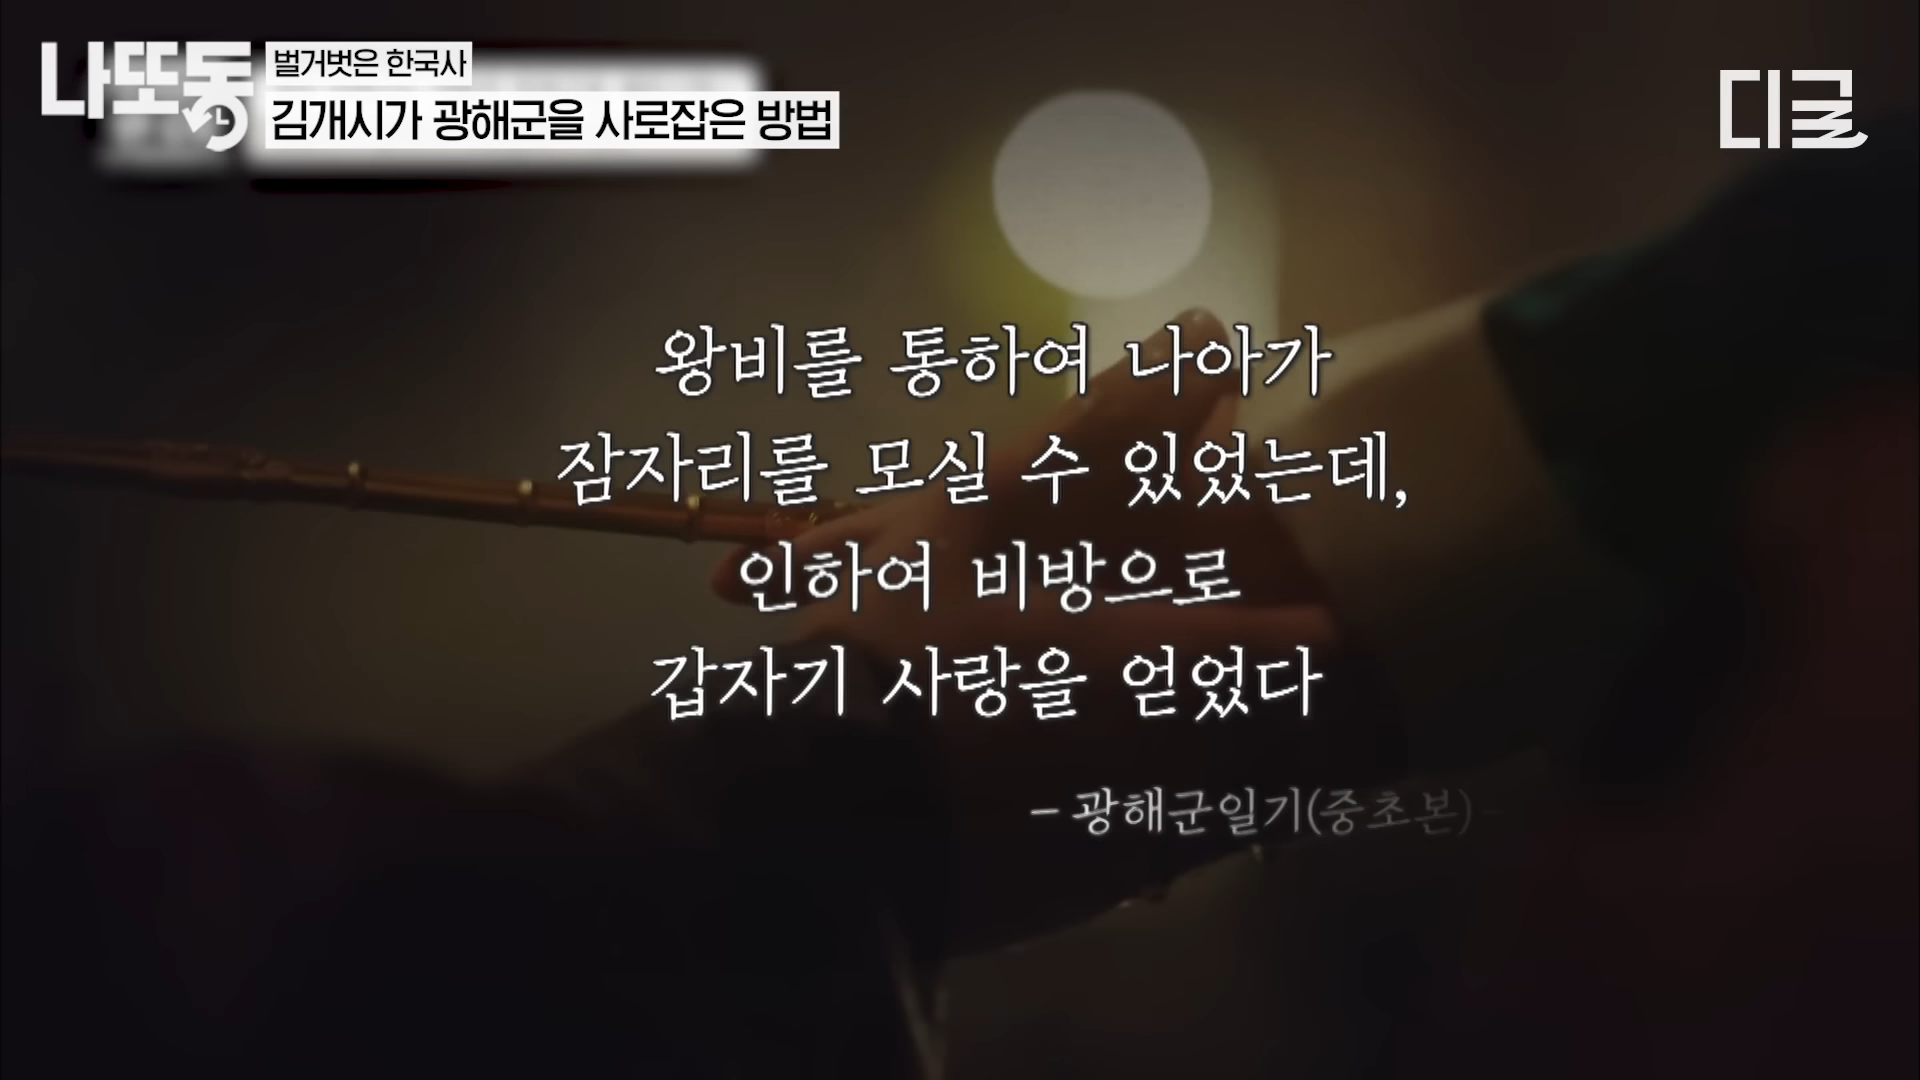 나또동
벌거벗은 한국사
김개시가 광해군을 사로잡은 방법
디글
왕비를 통하여 나아가
잠자리를 모실 수 있었는데,
인하여 비방으로
갑자기 사랑을 얻었다
– 광해군일기(중초본) –